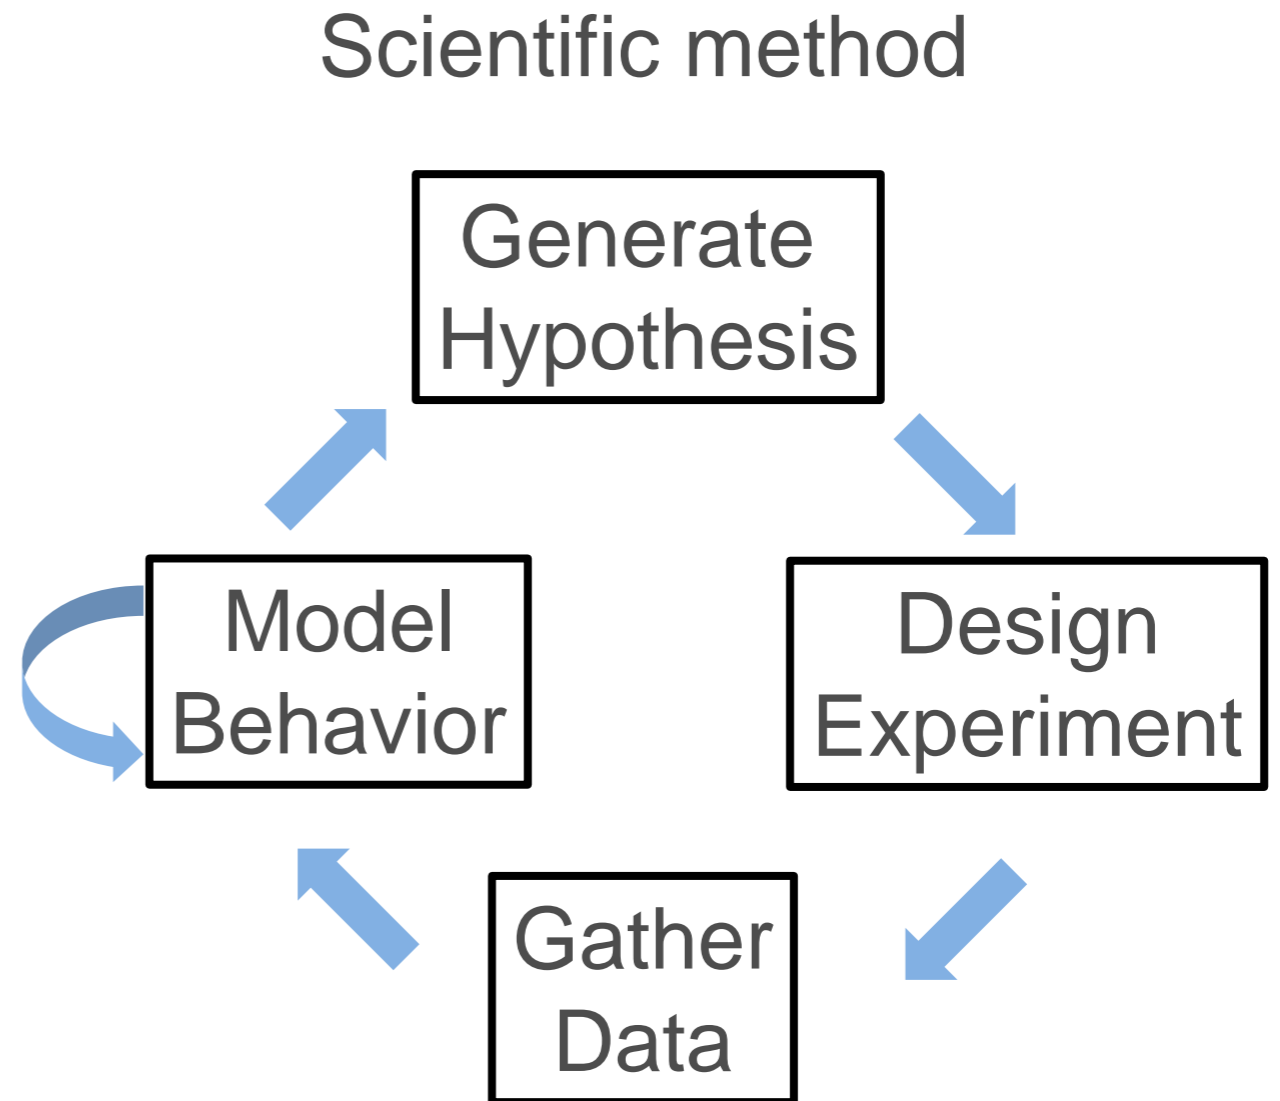 Scientific method
Generate
Hypothesis
Model
Behavior
Design
Experiment
Gather
Data